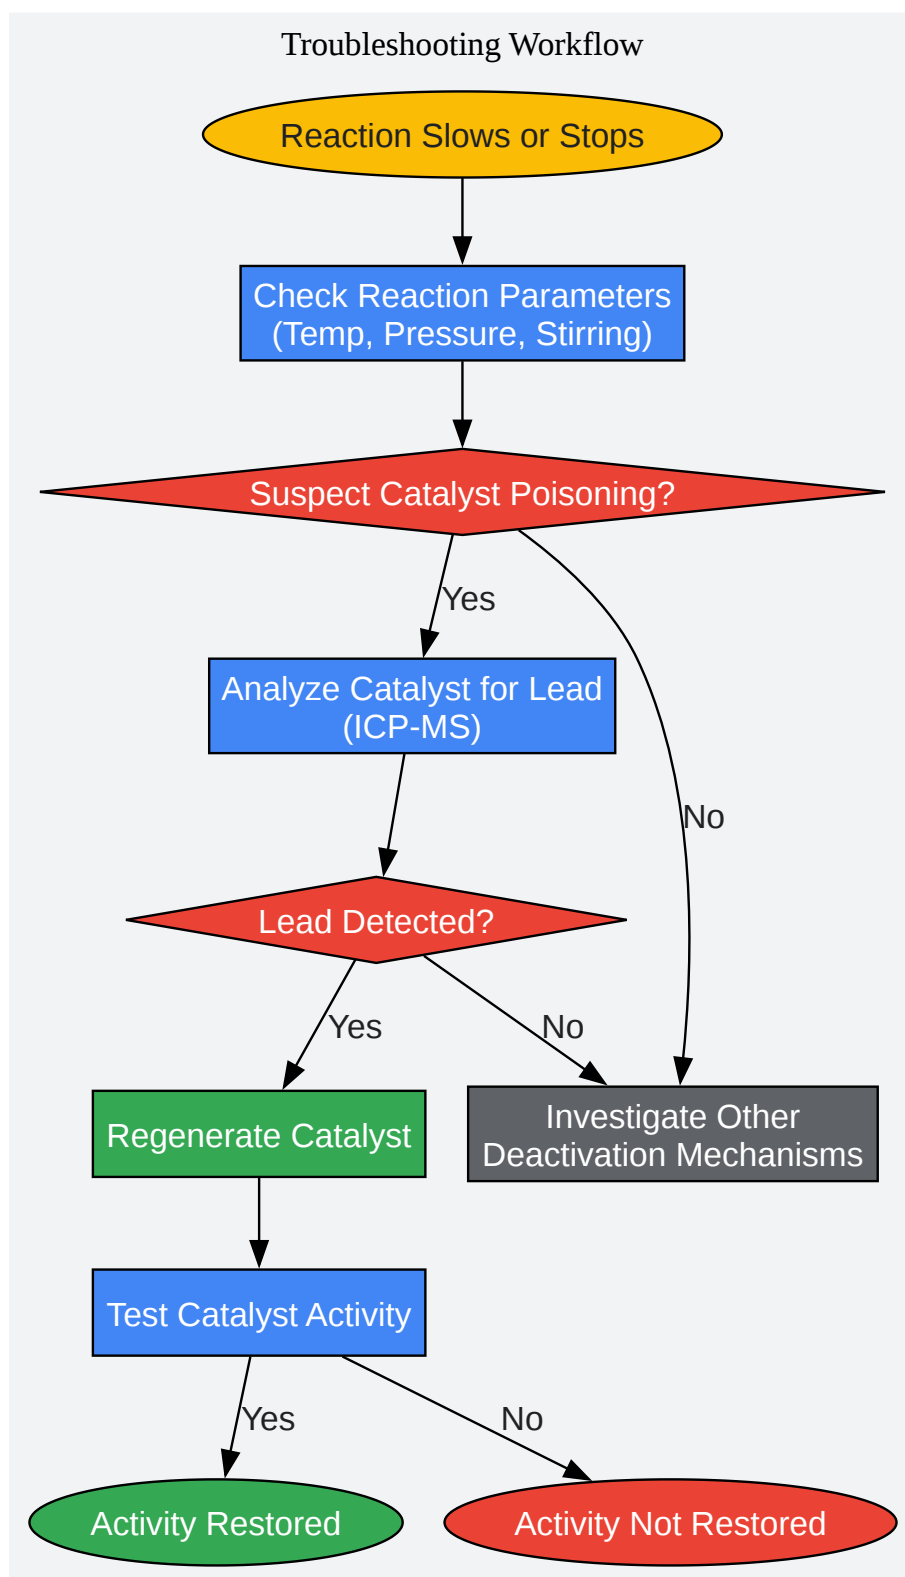 Troubleshooting Workflow
Reaction Slows or Stops
Check Reaction Parameters
(Temp, Pressure, Stirring)
Suspect Catalyst Poisoning?
Yes
Analyze Catalyst for Lead
(ICP-MS)
No
Lead Detected?
Yes
No
Regenerate Catalyst
Investigate Other
Deactivation Mechanisms
Test Catalyst Activity
Yes
No
Activity Restored
Activity Not Restored